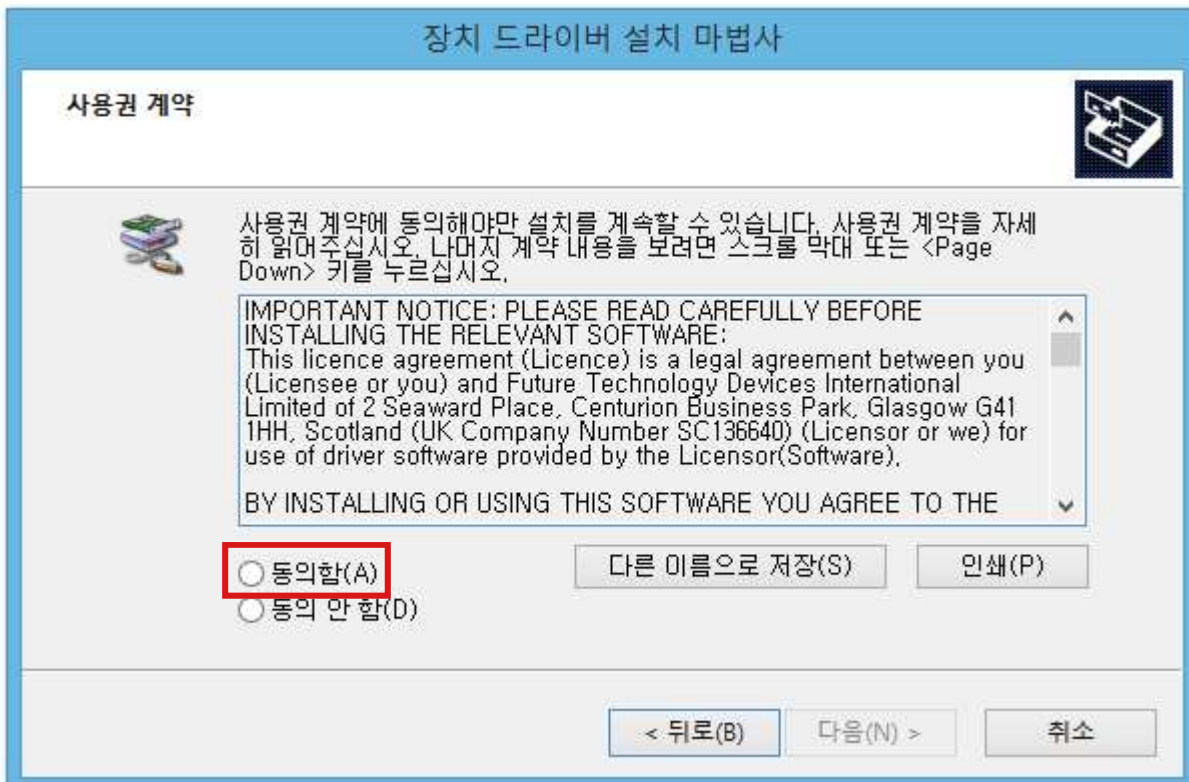 장치 드라이버 설치 마법사
사용권 계약
사용권 계약에 동의해야만 설치를 계속할 수 있습니다. 사용권 계약을 자세
히 읽어주십시오. 나머지 계약 내용을 보려면 스크롤 막대 또는 <Page
Down> 키를 누르십시오.
IMPORTANT NOTICE: PLEASE READ CAREFULLY BEFORE
INSTALLING THE RELEVANT SOFTWARE:
This licence agreement (Licence) is a legal agreement between you
(Licensee or you) and Future Technology Devices International
Limited of 2 Seaward Place, Centurion Business Park, Glasgow G41
1HH, Scotland (UK Company Number SC136640) (Licensor or we) for
use of driver software provided by the Licensor(Software).
BY INSTALLING OR USING THIS SOFTWARE YOU AGREE TO THE
동의함(A) 다른 이름으로 저장(S) 인쇄(P)
동의 안 함(D)
< 뒤로(B) 다음(N) > 취소